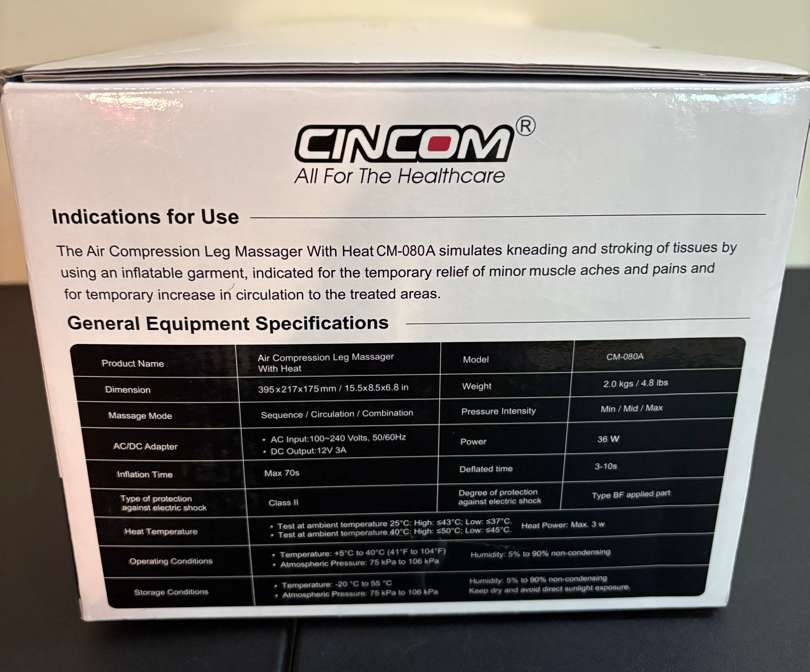 CINCOM®
All For The Healthcare
Indications for Use
The Air Compression Leg Massager With Heat CM-080A simulates kneading and stroking of tissues by
using an inflatable garment, indicated for the temporary relief of minor muscle aches and pains and
for temporary increase in circulation to the treated areas.
General Equipment Specifications
Product Name Air Compression Leg Massager With Heat Model CM-080A
Dimension 395x217x175mm / 15.5x8.5x6.8 in Weight 2.0 kgs / 4.8 lbs
Massage Mode Sequence / Circulation / Combination Pressure Intensity Min / Mid / Max
AC/DC Adapter • AC Input:100~240 Volts, 50/60Hz • DC Output:12V 3A Power 36 W
Inflation Time Max 70s Deflated time 3-10s
Type of protection against electric shock Class II Degree of protection against electric shock Type BF applied part
Heat Temperature • Test at ambient temperature 25°C: High: ≤43°C; Low: ≤37°C. • Test at ambient temperature 40°C: High: ≤50°C; Low: ≤45°C. Heat Power: Max. 3 w
Operating Conditions • Temperature: +5°C to 40°C (41°F to 104°F) • Atmospheric Pressure: 75 kPa to 106 kPa Humidity: 5% to 90% non-condensing
Storage Conditions • Temperature: -20 °C to 55 °C • Atmospheric Pressure: 75 kPa to 106 kPa Humidity: 5% to 90% non-condensing Keep dry and avoid direct sunlight exposure.